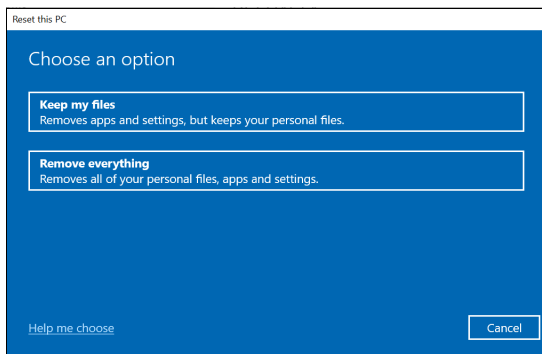 Reset this PC
Choose an option
Keep my files
Removes apps and settings, but keeps your personal files.
Remove everything
Removes all of your personal files, apps and settings.
Help me choose
Cancel